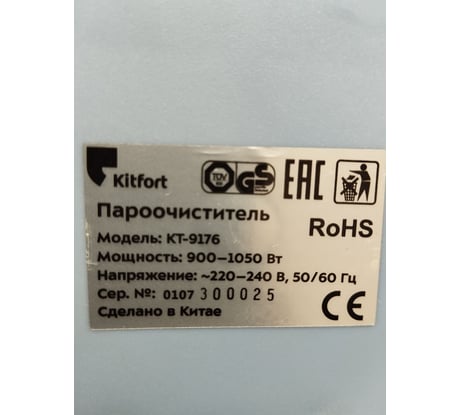 Kitfort
TÜV GS EAC
Пароочиститель
RoHS
Модель: КТ-9176
Мощность: 900–1050 Вт
Напряжение: ~220–240 В, 50/60 Гц
Сер. №: 0107 300025
Сделано в Китае
CE